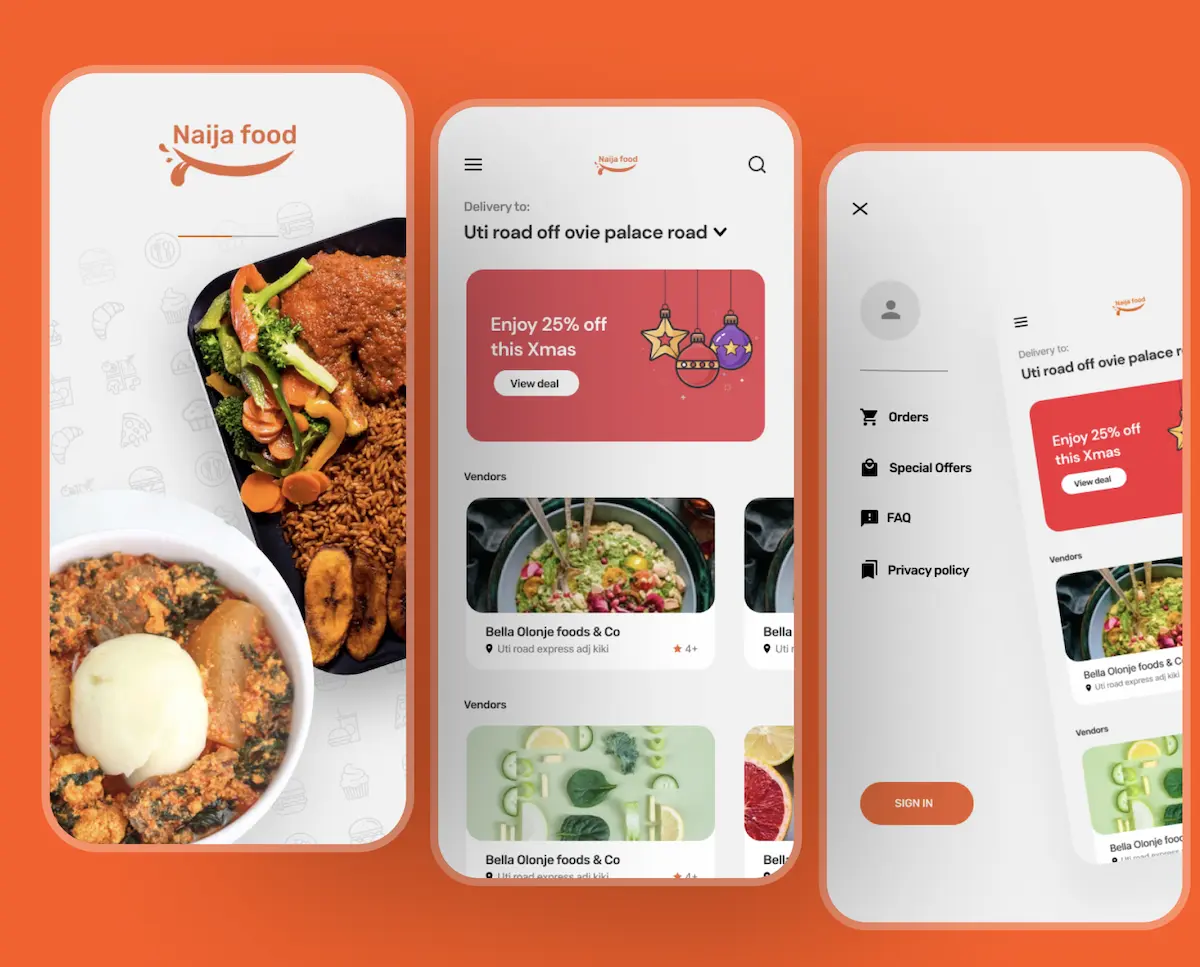 Naija food
Naija food
Delivery to:
Uti road off ovie palace road
Enjoy 25% off
this Xmas
View deal
Vendors
Bella Olonje foods & Co
Uti road express adj kiki
4+
Bella
Uti r
Vendors
Bella Olonje foods & Co
Uti road express adj kiki
4+
Bell
Orders
Special Offers
FAQ
Privacy policy
SIGN IN
Naija food
Delivery to:
Uti road off ovie palace r
Enjoy 25% off
this Xmas
View deal
Vendors
Bella Olonje foods & C
Uti road express adj kiki
Vendors
Bella Olonje food